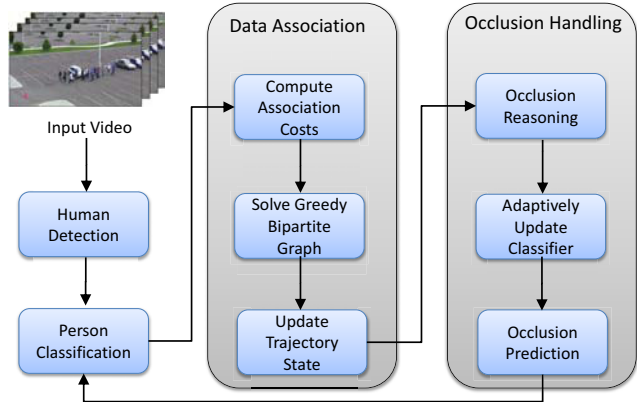 Input Video
Human
Detection
Person
Classification
Data Association
Compute
Association
Costs
Solve Greedy
Bipartite
Graph
Update
Trajectory
State
Occlusion Handling
Occlusion
Reasoning
Adaptively
Update
Classifier
Occlusion
Prediction